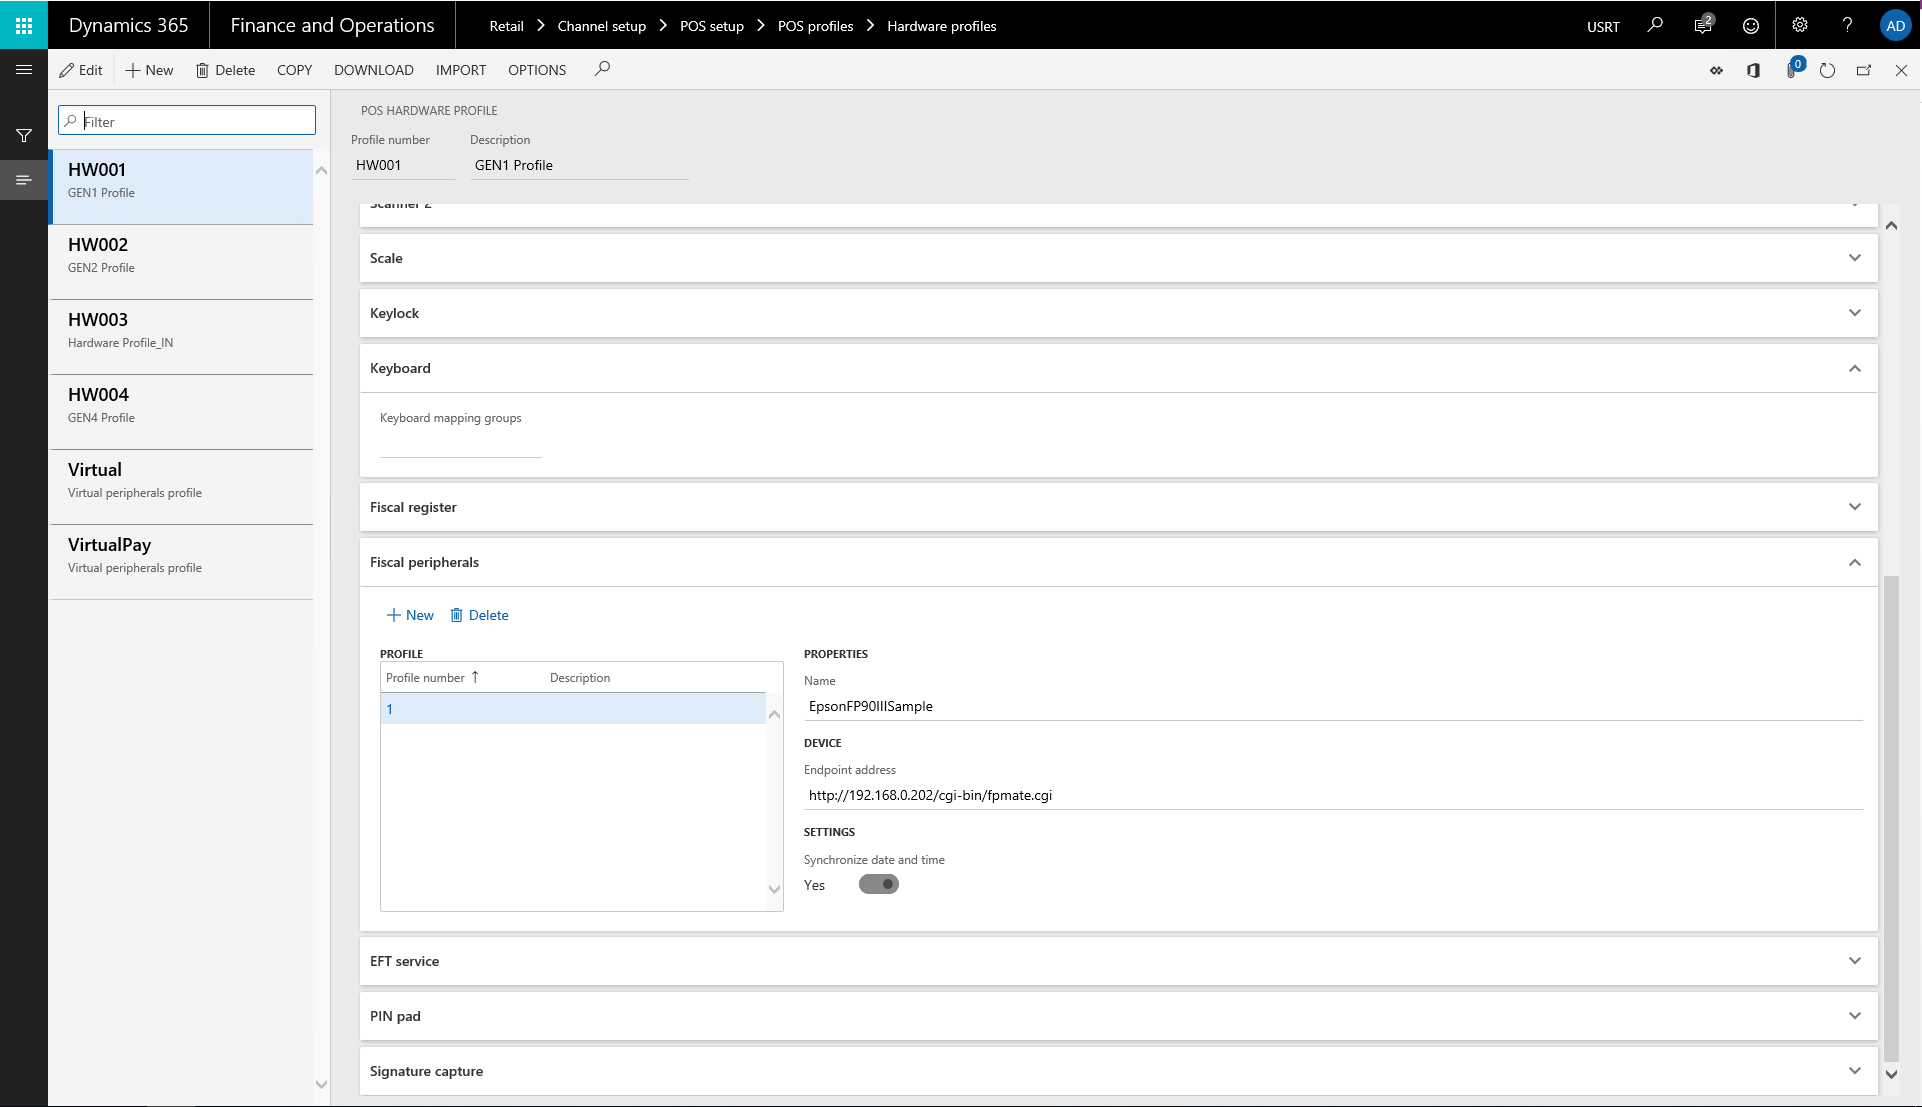 Dynamics 365 Finance and Operations Retail Channel setup POS setup POS profiles Hardware profiles USRT 2 ? AD
Edit New Delete COPY DOWNLOAD IMPORT OPTIONS 0
Filter
HW001
GEN1 Profile
HW002
GEN2 Profile
HW003
Hardware Profile_IN
HW004
GEN4 Profile
Virtual
Virtual peripherals profile
VirtualPay
Virtual peripherals profile
POS HARDWARE PROFILE
Profile number Description
HW001 GEN1 Profile
Scanner 2
Scale
Keylock
Keyboard
Keyboard mapping groups
Fiscal register
Fiscal peripherals
New Delete
PROFILE
Profile number Description
1
PROPERTIES
Name
EpsonFP90IIISample
DEVICE
Endpoint address
http://192.168.0.202/cgi-bin/fpmate.cgi
SETTINGS
Synchronize date and time
Yes
EFT service
PIN pad
Signature capture